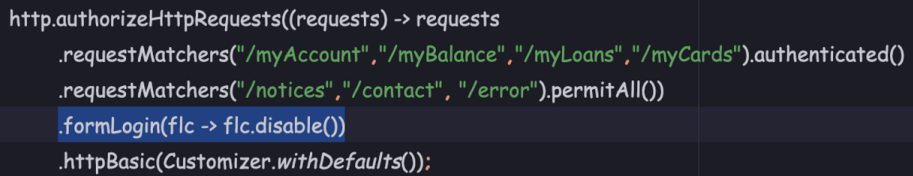 http.authorizeHttpRequests((requests) -> requests
.requestMatchers("/myAccount","/myBalance","/myLoans","/myCards").authenticated()
.requestMatchers("/notices","/contact", "/error").permitAll())
.formLogin(flc -> flc.disable())
.httpBasic(Customizer.withDefaults());